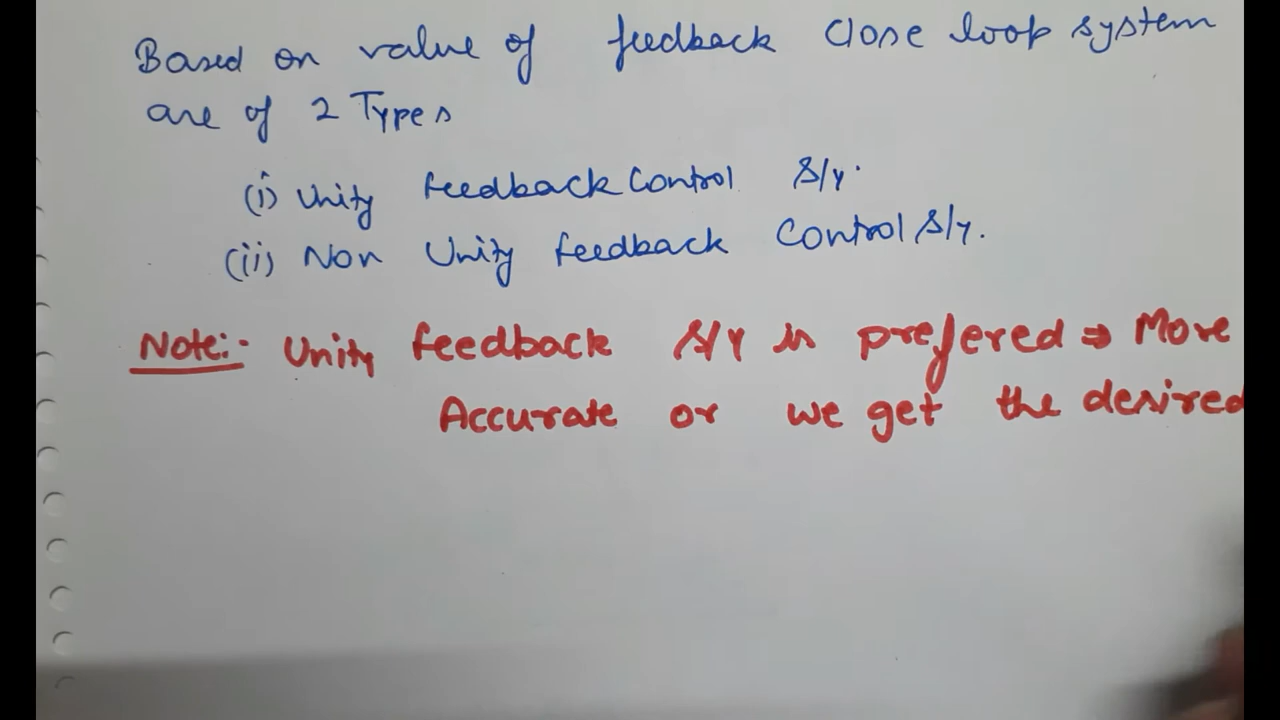 Based on value of feedback Close loop system
are of 2 Types
(i) Unity feedback Control S/Y.
(ii) Non Unity feedback Control S/Y.
Note:- Unity feedback S/Y is prefered ⇒ More
Accurate or we get the desired